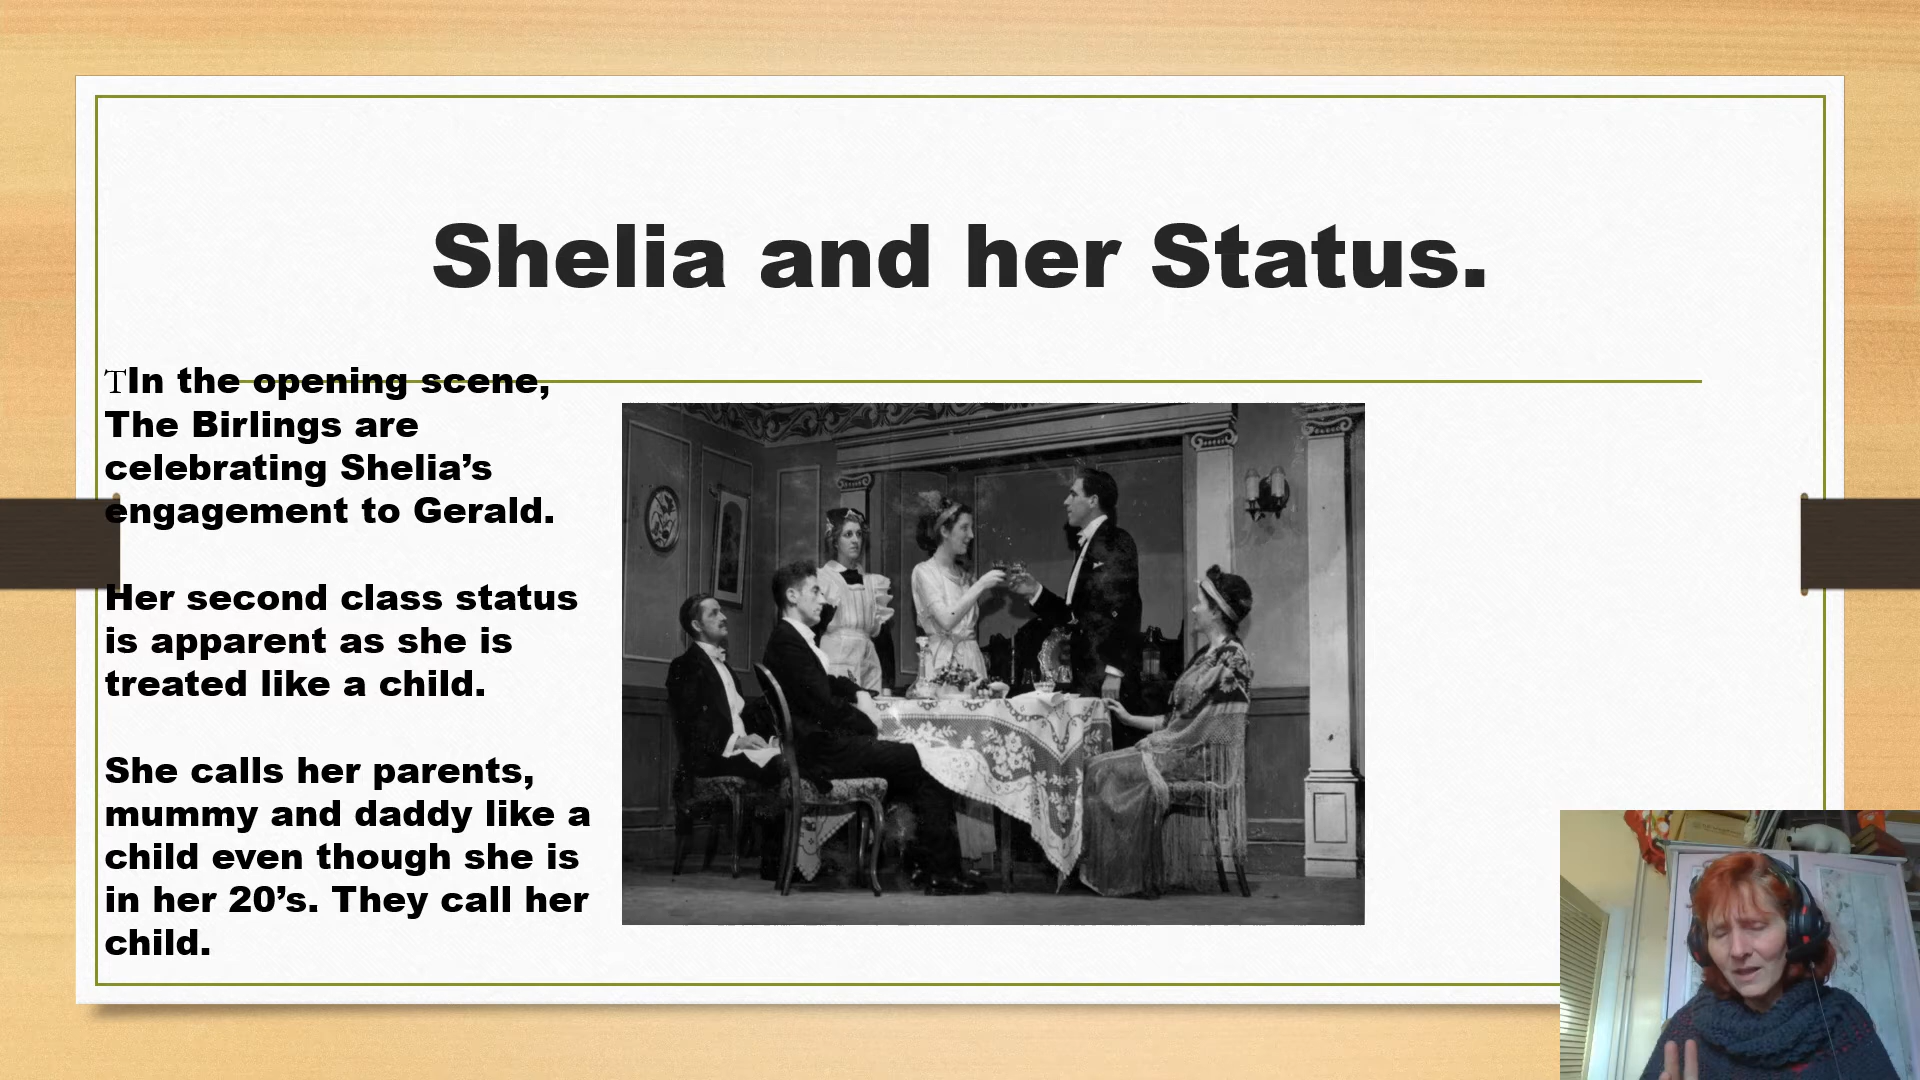 Shelia and her Status.
TIn the opening scene,
The Birlings are
celebrating Shelia’s
engagement to Gerald.
Her second class status
is apparent as she is
treated like a child.
She calls her parents,
mummy and daddy like a
child even though she is
in her 20’s. They call her
child.